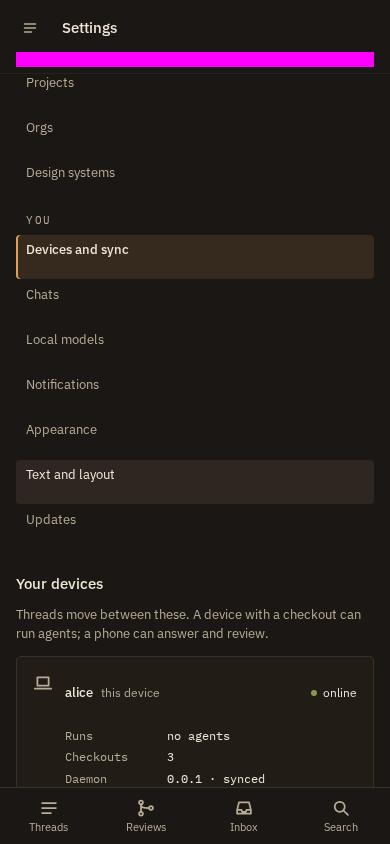 Settings
Projects
Orgs
Design systems
YOU
Devices and sync
Chats
Local models
Notifications
Appearance
Text and layout
Updates
Your devices
Threads move between these. A device with a checkout can
run agents; a phone can answer and review.
alice this device online
Runs no agents
Checkouts 3
Daemon 0.0.1 · synced
Threads Reviews Inbox Search